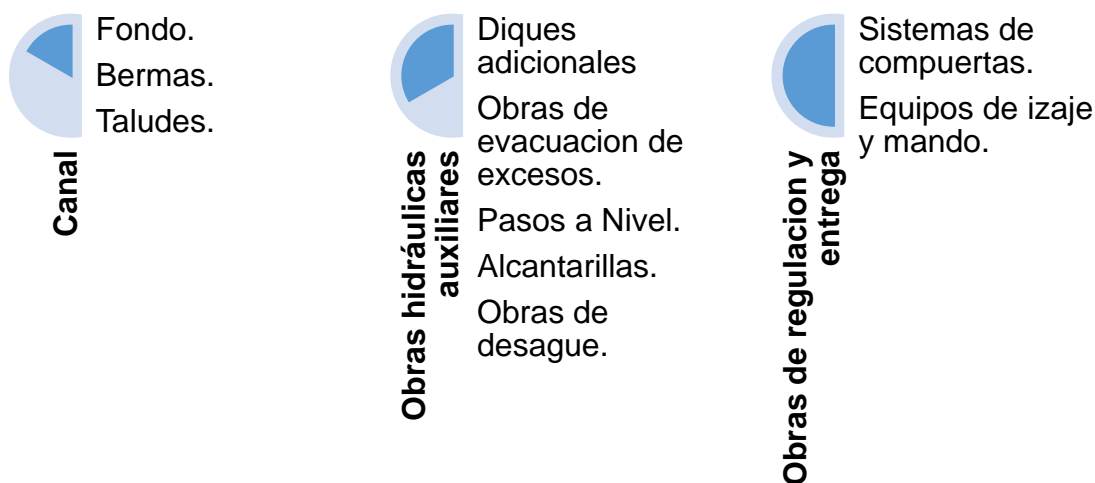 Canal
Fondo.
Bermas.
Taludes.
Obras hidráulicas
auxiliares
Diques
adicionales
Obras de
evacuacion de
excesos.
Pasos a Nivel.
Alcantarillas.
Obras de
desague.
Obras de regulacion y
entrega
Sistemas de
compuertas.
Equipos de izaje
y mando.